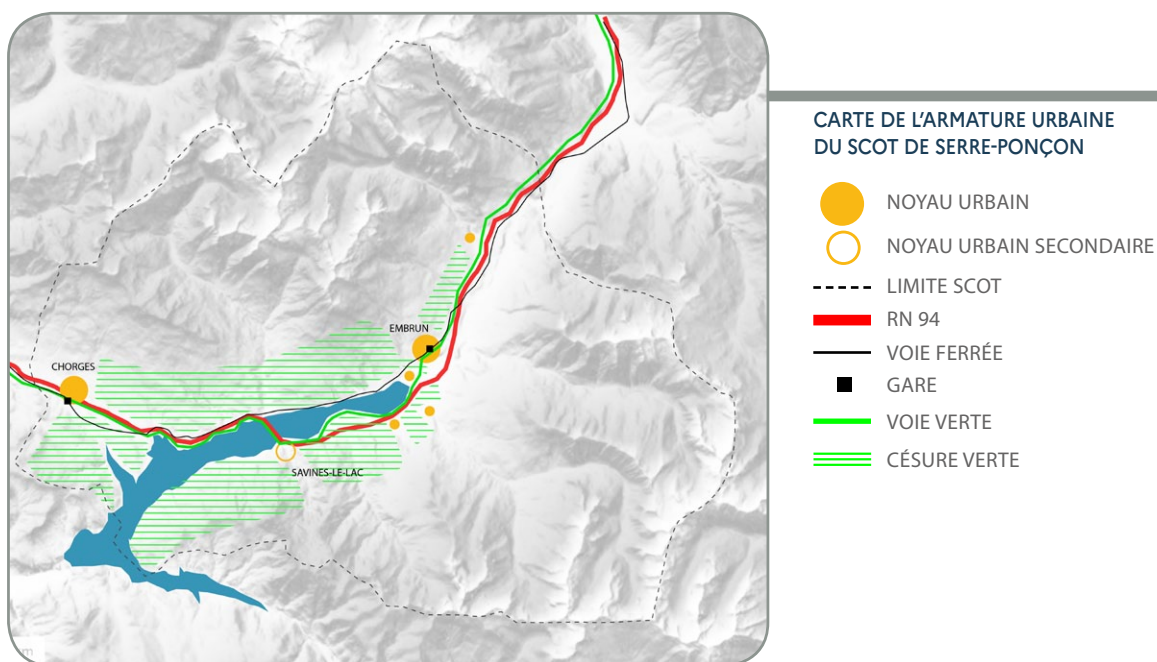 CARTE DE L'ARMATURE URBAINE
DU SCOT DE SERRE-PONÇON
NOYAU URBAIN
NOYAU URBAIN SECONDAIRE
LIMITE SCOT
RN 94
VOIE FERRÉE
GARE
VOIE VERTE
CÉSURE VERTE
EMBRUN
CHORGES
SAVINES-LE-LAC